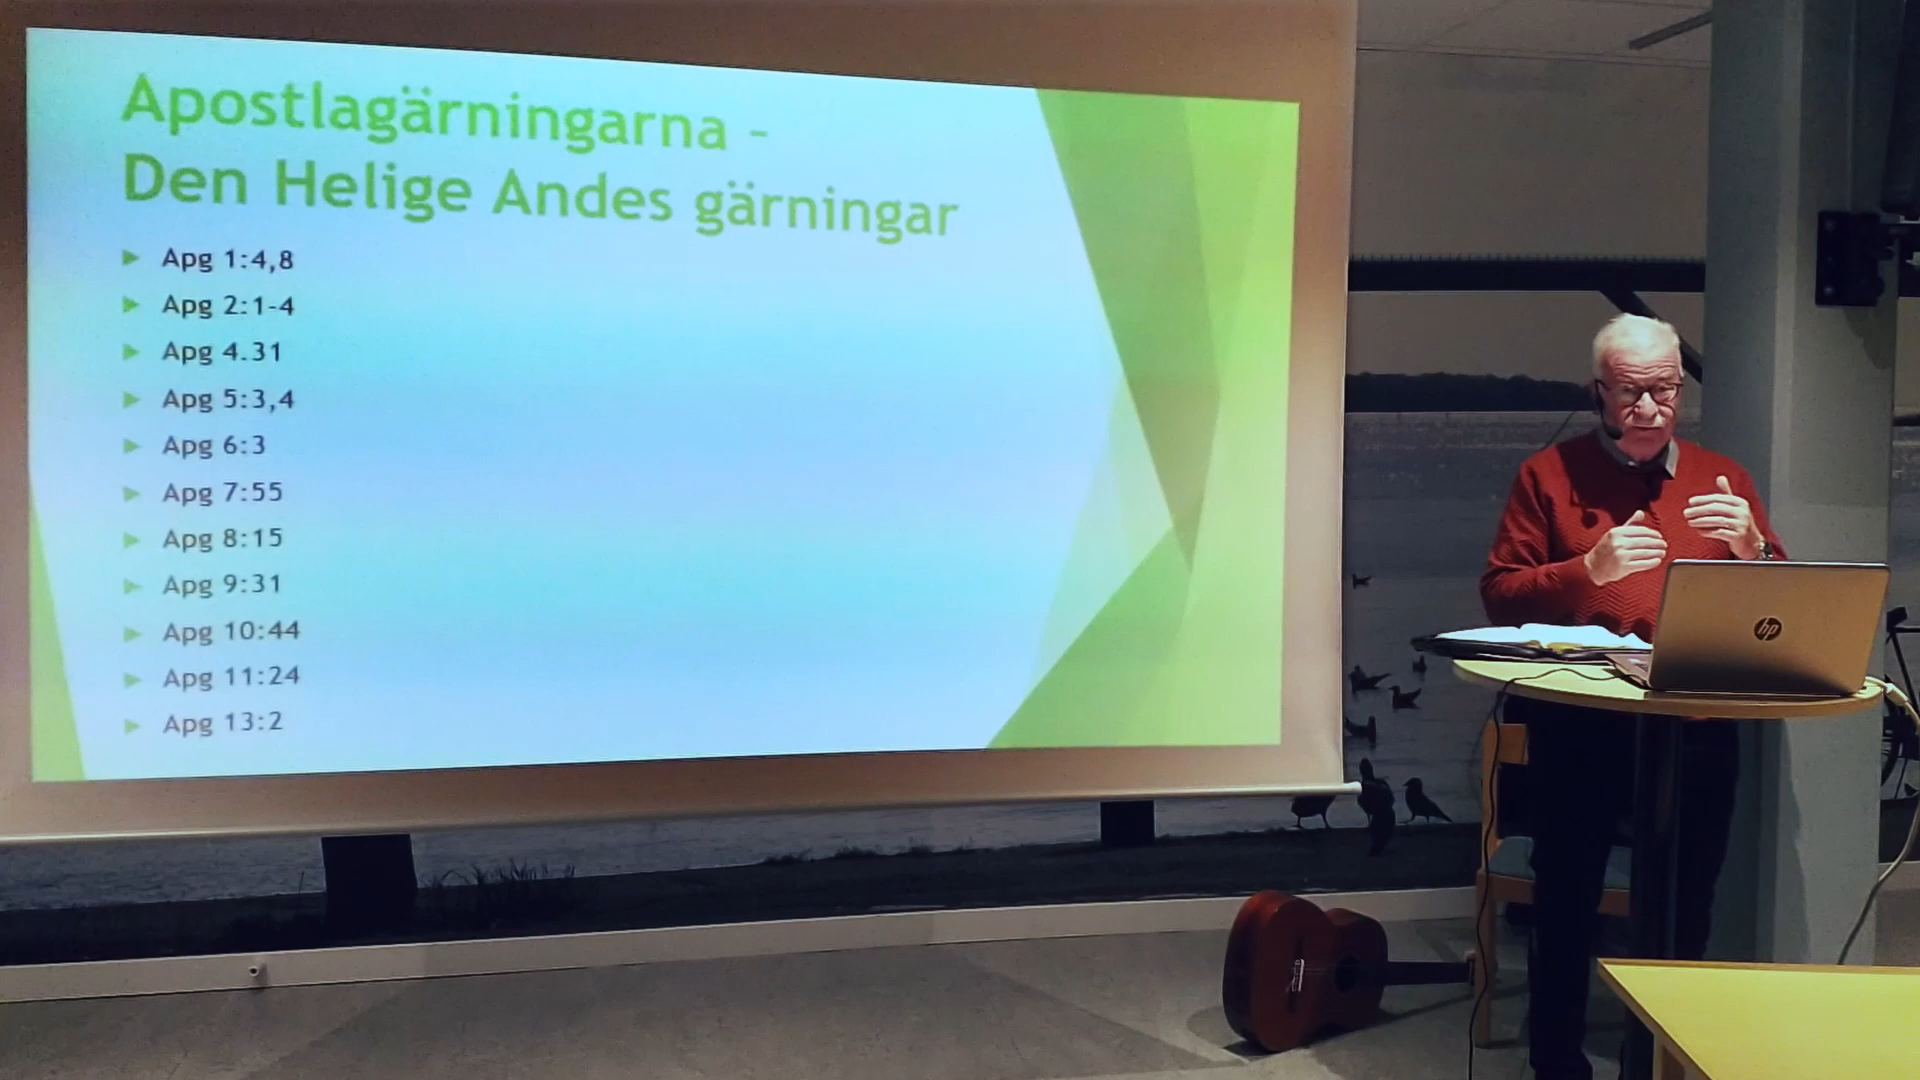 Apostlagärningarna -
Den Helige Andes gärningar
Apg 1:4,8
Apg 2:1-4
Apg 4.31
Apg 5:3,4
Apg 6:3
Apg 7:55
Apg 8:15
Apg 9:31
Apg 10:44
Apg 11:24
Apg 13:2
hp